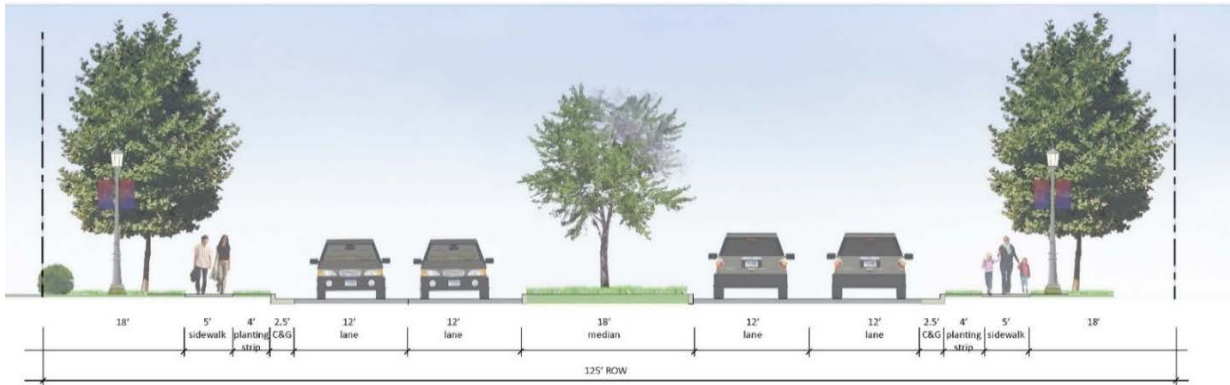 18' 5' 4' 2.5' 12' 12' 18' 12' 12' 2.5' 4' 5' 18'
sidewalk planting C&G lane lane median lane lane C&G planting sidewalk
strip strip
125' ROW